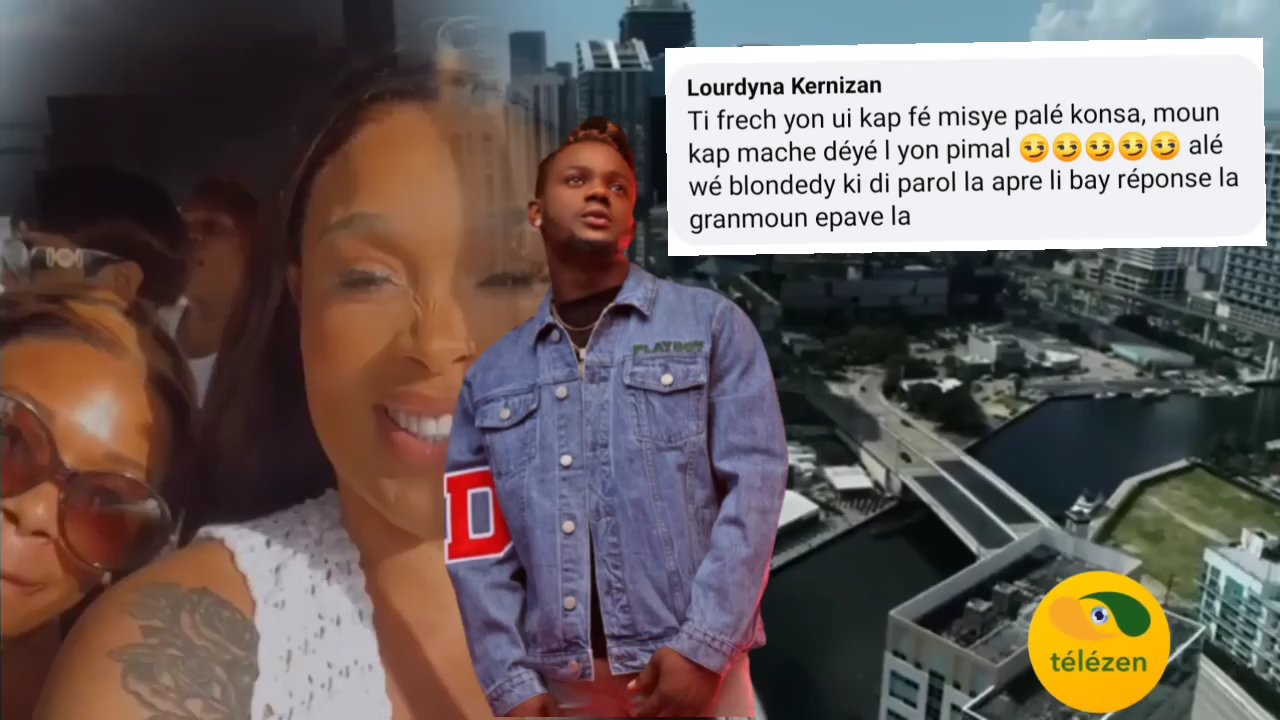 Lourdyna Kernizan
Ti frech yon ui kap fé misye palé konsa, moun
kap mache déyé l yon pimal 😏😏😏😏😏 alé
wé blondedy ki di parol la apre li bay réponse la
granmoun epave la
PLAYBOY
D
télézen